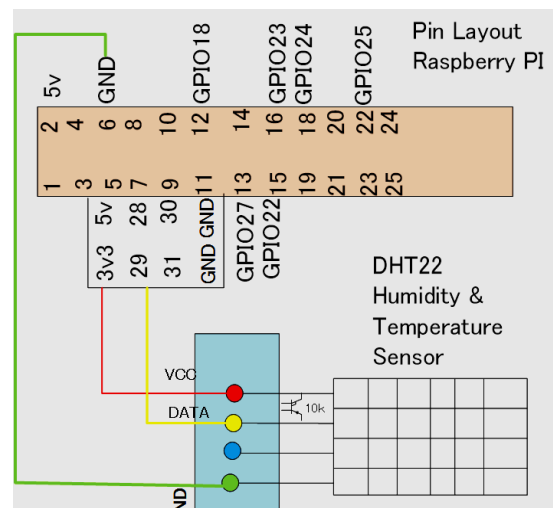 Pin Layout
Raspberry PI
5v
GND
GPIO18
GPIO23
GPIO24
GPIO25
2 4 6 8 10 12 14 16 18 20 22 24
1 3 5 7 9 11 13 15 19 21 23 25
5v 28 30 GND GND
3v3 29 31
GPIO27
GPIO22
DHT22
Humidity &
Temperature
Sensor
VCC
10k
DATA
ND